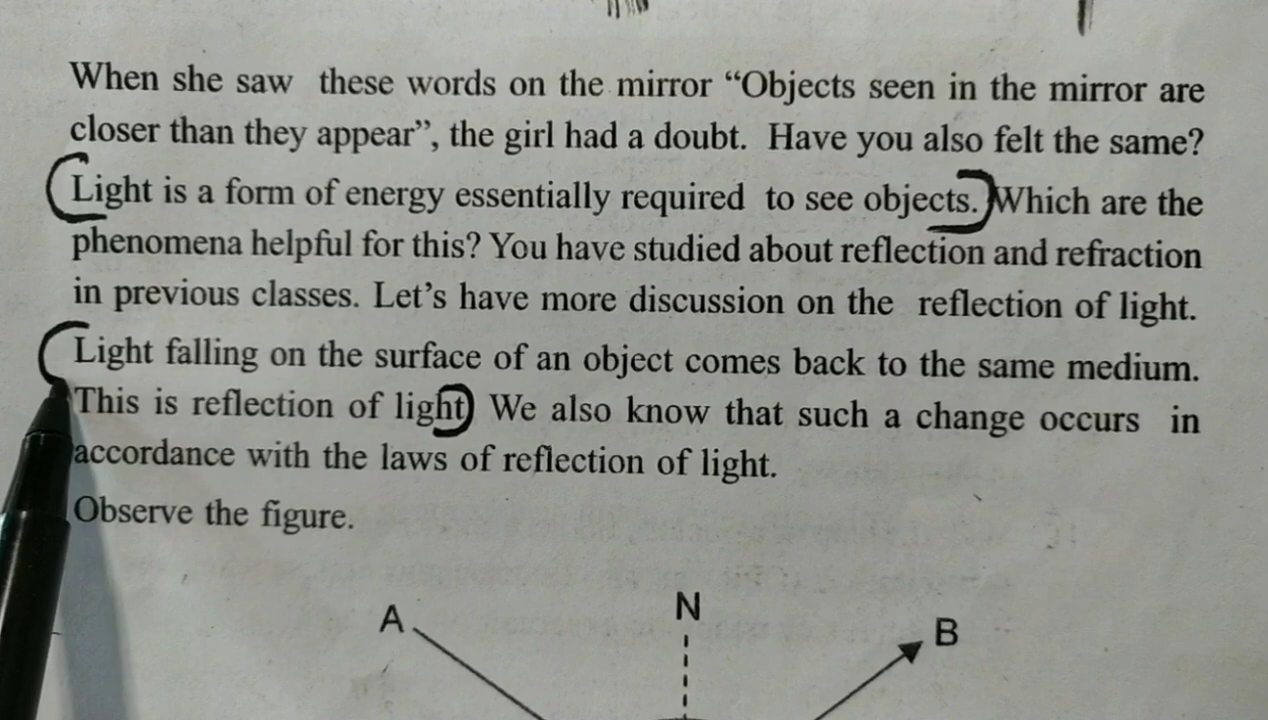 When she saw these words on the mirror “Objects seen in the mirror are
closer than they appear”, the girl had a doubt. Have you also felt the same?
Light is a form of energy essentially required to see objects. Which are the
phenomena helpful for this? You have studied about reflection and refraction
in previous classes. Let’s have more discussion on the reflection of light.
Light falling on the surface of an object comes back to the same medium.
This is reflection of light We also know that such a change occurs in
accordance with the laws of reflection of light.
Observe the figure.
A N B